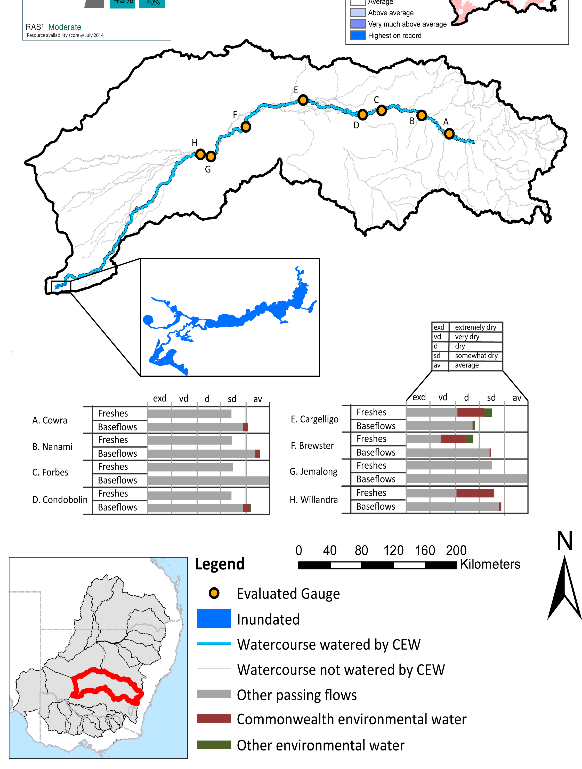 Average
Above average
Very much above average
Highest on record
RAS¹ Moderate
E
C
F
D
B
A
H
G
exd extremely dry
vd very dry
d dry
sd somewhat dry
av average
exd vd d sd av
A. Cowra Freshes
Baseflows
B. Nanami Freshes
Baseflows
C. Forbes Freshes
Baseflows
D. Condobolin Freshes
Baseflows
exd vd d sd av
E. Cargelligo Freshes
Baseflows
F. Brewster Freshes
Baseflows
G. Jemalong Freshes
Baseflows
H. Willandra Freshes
Baseflows
Legend
0 40 80 120 160 200
Kilometers
N
Evaluated Gauge
Inundated
Watercourse watered by CEW
Watercourse not watered by CEW
Other passing flows
Commonwealth environmental water
Other environmental water